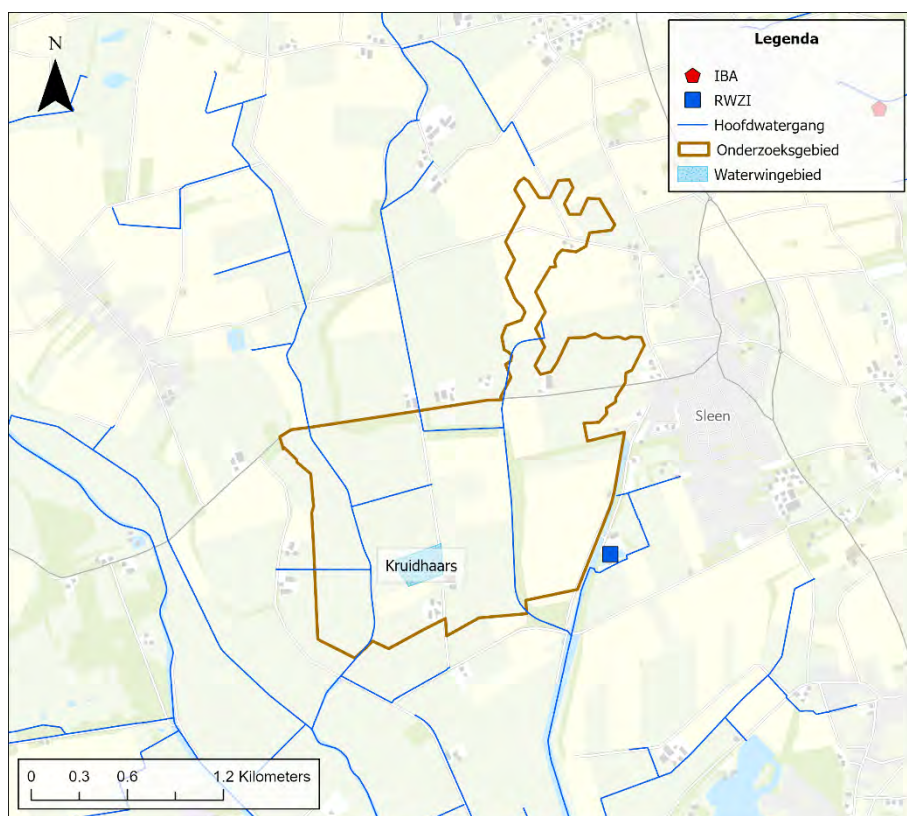 N
Legenda
IBA
RWZI
Hoofdwatergang
Onderzoeksgebied
Waterwingebied
Sleen
Kruidhaars
0 0.3 0.6 1.2 Kilometers